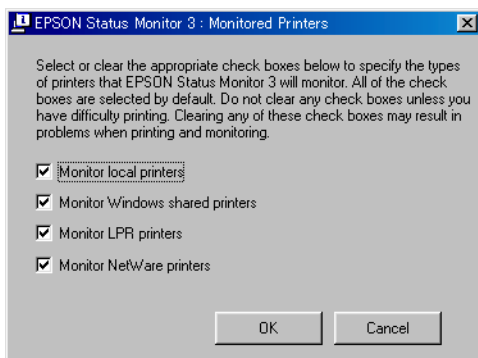 EPSON Status Monitor 3 : Monitored Printers
Select or clear the appropriate check boxes below to specify the types
of printers that EPSON Status Monitor 3 will monitor. All of the check
boxes are selected by default. Do not clear any check boxes unless you
have difficulty printing. Clearing any of these check boxes may result in
problems when printing and monitoring.
Monitor local printers
Monitor Windows shared printers
Monitor LPR printers
Monitor NetWare printers
OK Cancel